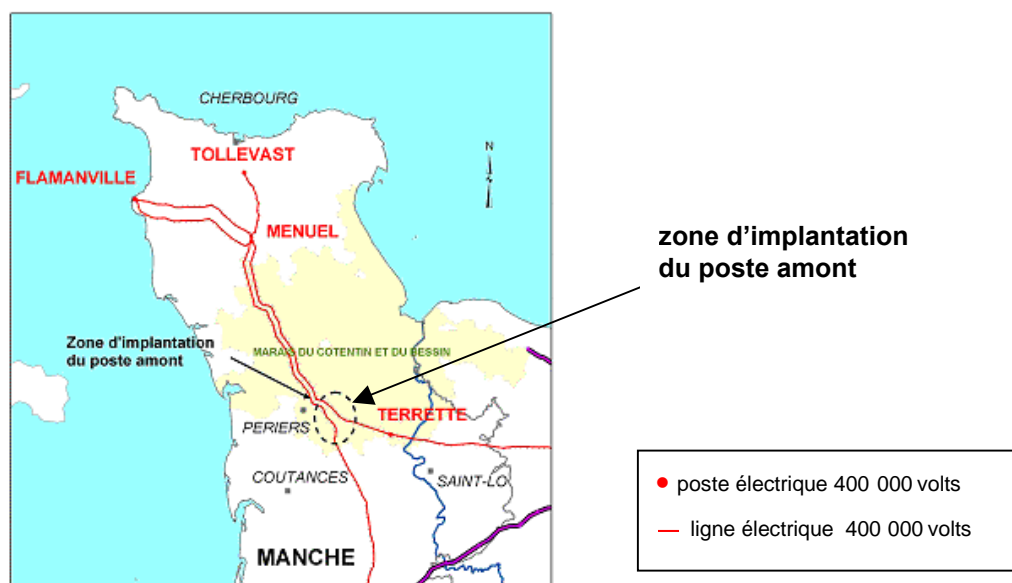 CHERBOURG
TOLLEVAST
FLAMANVILLE
N
MENUEL
zone d’implantation
du poste amont
Zone d'implantation
du poste amont
MARAIS DU COTENTIN ET DU BESSIN
TERRETTE
PERIERS
COUTANCES
SAINT-LO
MANCHE
poste électrique 400 000 volts
ligne électrique 400 000 volts